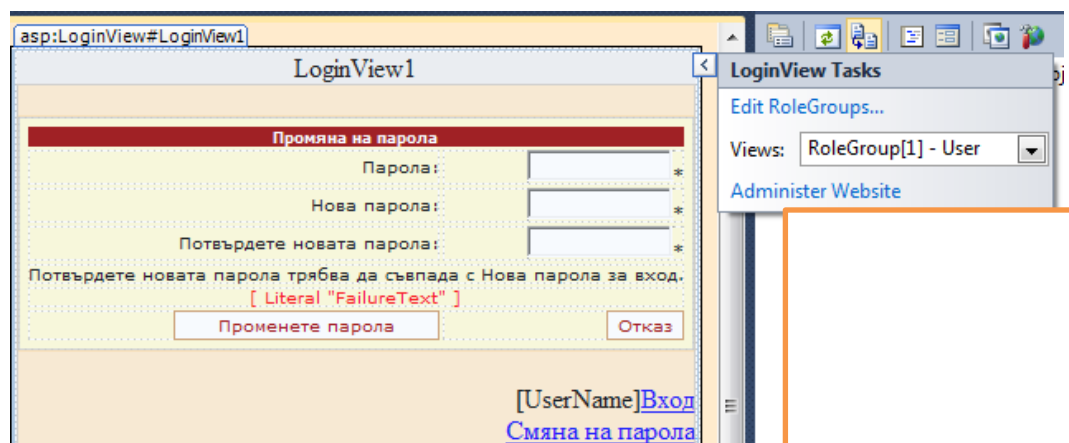 asp:LoginView#LoginView1
LoginView1
Промяна на парола
Парола: *
Нова парола: *
Потвърдете новата парола: *
Потвърдете новата парола трябва да съвпада с Нова парола за вход.
[ Literal "FailureText" ]
Променете парола Отказ
[UserName]Вход
Смяна на парола
LoginView Tasks
Edit RoleGroups...
Views: RoleGroup[1] - User
Administer Website